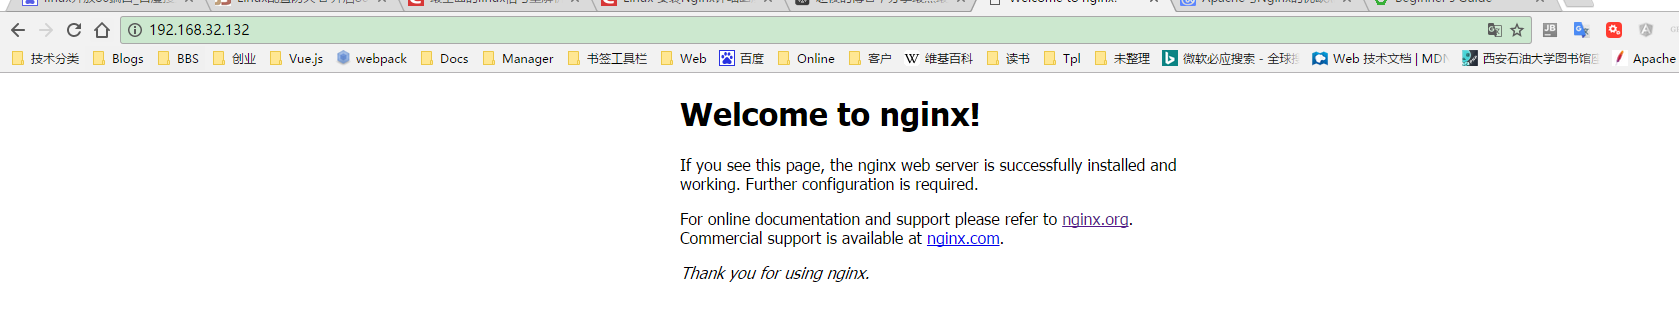 192.168.32.132
技术分类 Blogs BBS 创业 Vue.js webpack Docs Manager 书签工具栏 Web 百度 Online 客户 维基百科 读书 Tpl 未整理 微软必应搜索 - 全球 Web 技术文档 | MDN 西安石油大学图书馆 Apache
Welcome to nginx!
If you see this page, the nginx web server is successfully installed and
working. Further configuration is required.
For online documentation and support please refer to nginx.org.
Commercial support is available at nginx.com.
Thank you for using nginx.